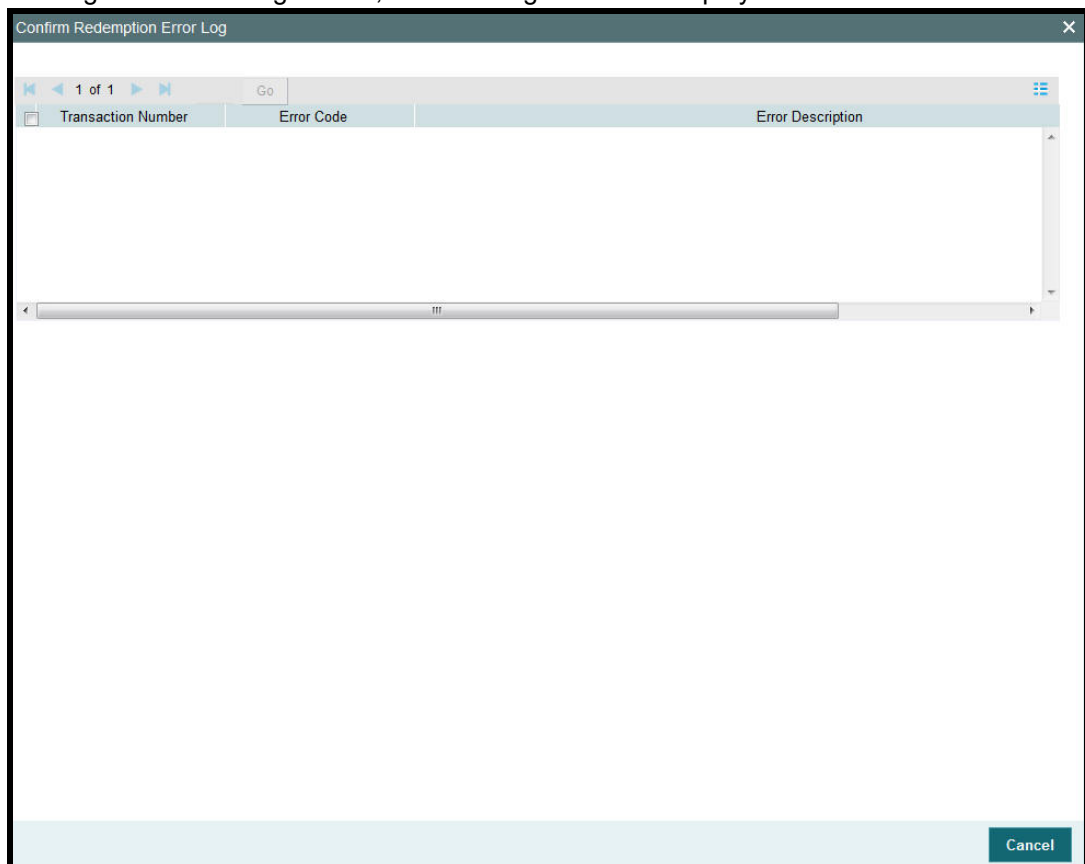 Confirm Redemption Error Log
1 of 1 Go
Transaction Number Error Code Error Description
Cancel